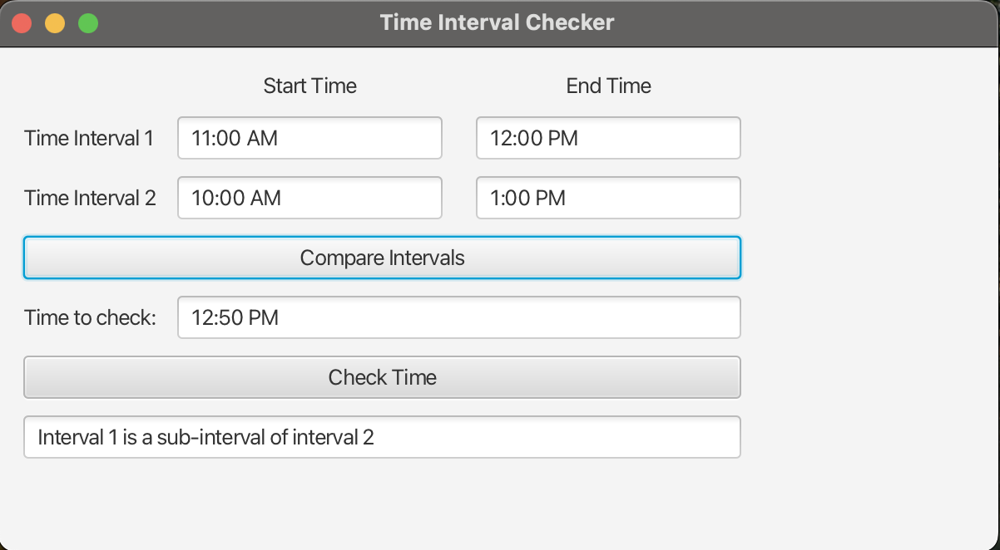 Time Interval Checker
Start Time End Time
Time Interval 1 11:00 AM 12:00 PM
Time Interval 2 10:00 AM 1:00 PM
Compare Intervals
Time to check: 12:50 PM
Check Time
Interval 1 is a sub-interval of interval 2